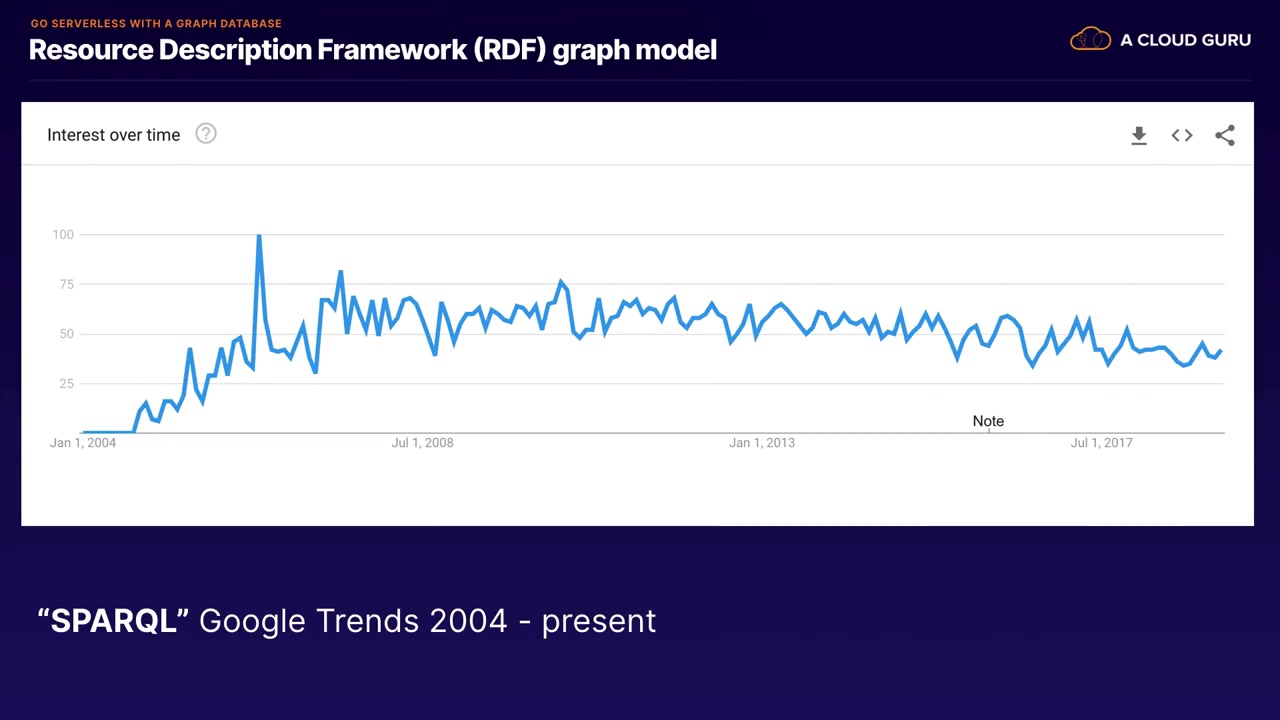 GO SERVERLESS WITH A GRAPH DATABASE
Resource Description Framework (RDF) graph model
A CLOUD GURU
Interest over time ?
100
75
50
25
Note
Jan 1, 2004 Jul 1, 2008 Jan 1, 2013 Jul 1, 2017
“SPARQL” Google Trends 2004 - present